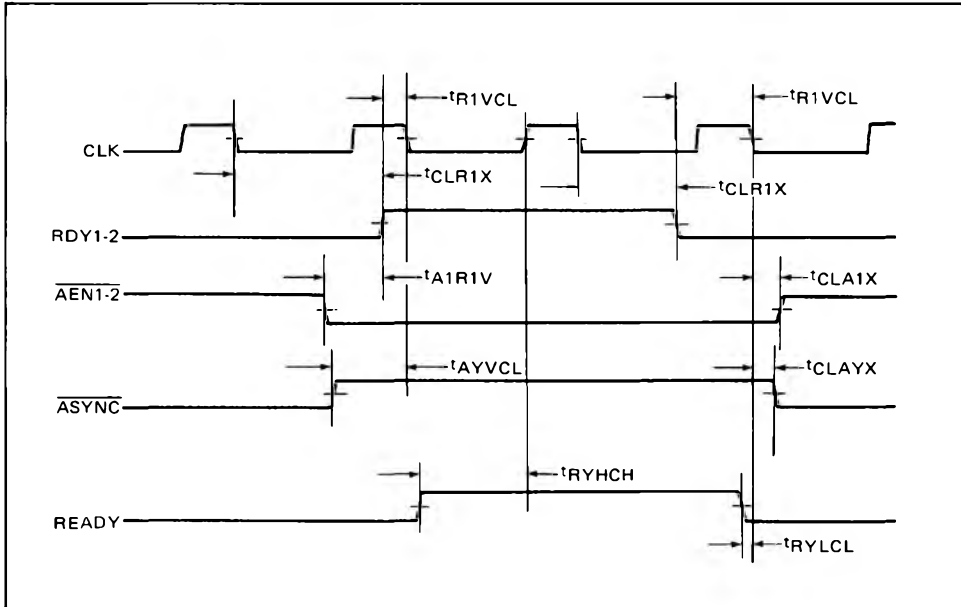 tR1VCL tR1VCL
CLK
tCLR1X tCLR1X
RDY1-2
tA1R1V tCLA1X
AEN1-2
tAYVCL tCLAYX
ASYNC
tRYHCH
READY
tRYLCL